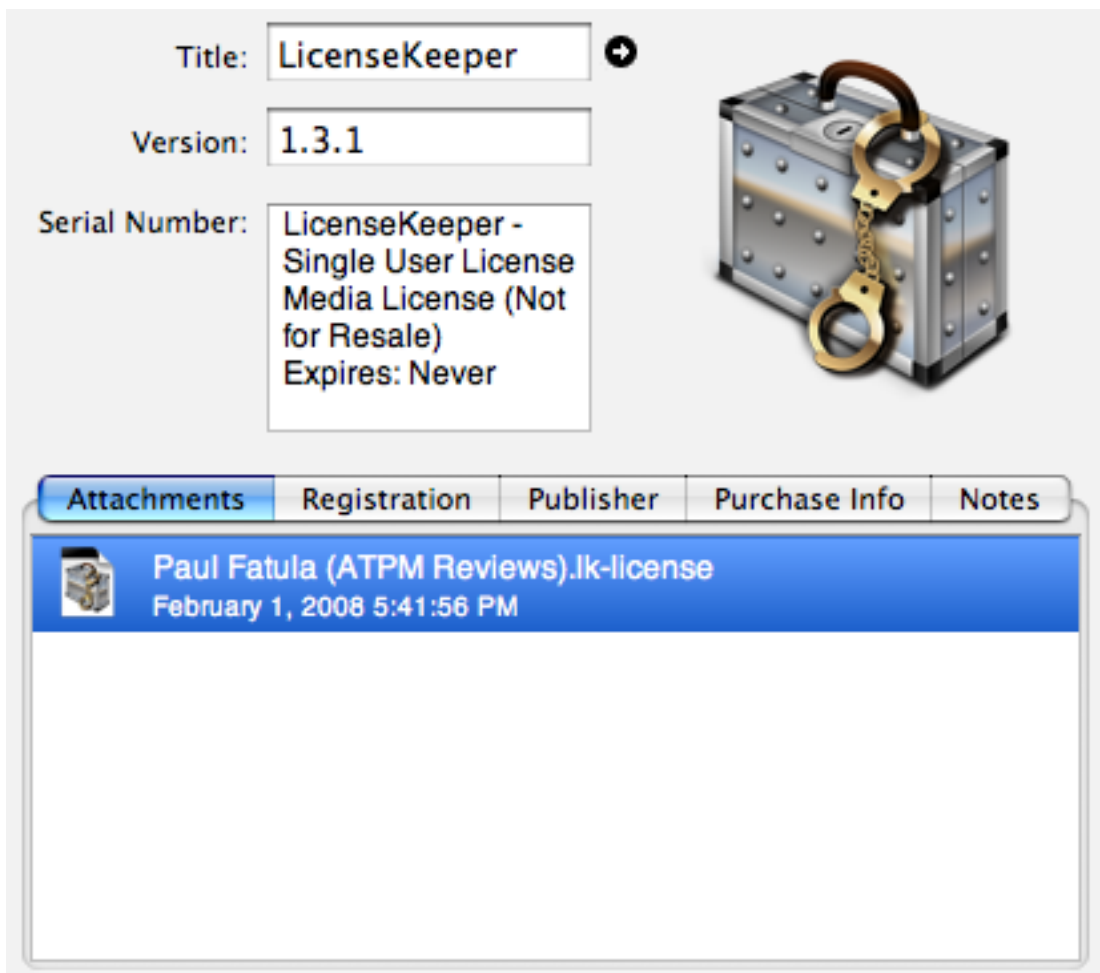 Title: LicenseKeeper
Version: 1.3.1
Serial Number: LicenseKeeper -
Single User License
Media License (Not
for Resale)
Expires: Never
Attachments Registration Publisher Purchase Info Notes
Paul Fatula (ATPM Reviews).lk-license
February 1, 2008 5:41:56 PM